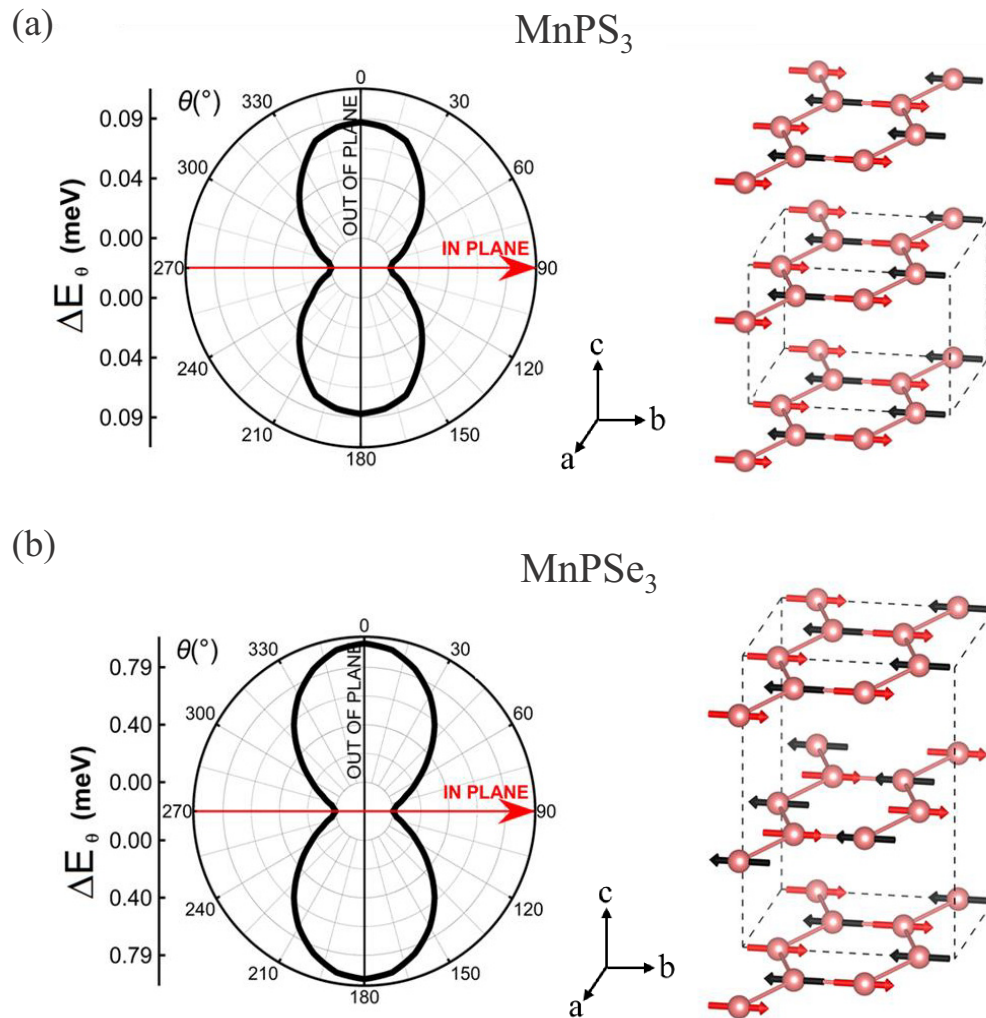 (a)
MnPS3
θ(°)
0
30
60
90
120
150
180
210
240
270
300
330
OUT OF PLANE
IN PLANE
ΔEθ (meV)
0.09
0.04
0.00
0.00
0.04
0.09
c
b
a
(b)
MnPSe3
θ(°)
0
30
60
90
120
150
180
210
240
270
300
330
OUT OF PLANE
IN PLANE
ΔEθ (meV)
0.79
0.40
0.00
0.00
0.40
0.79
c
b
a